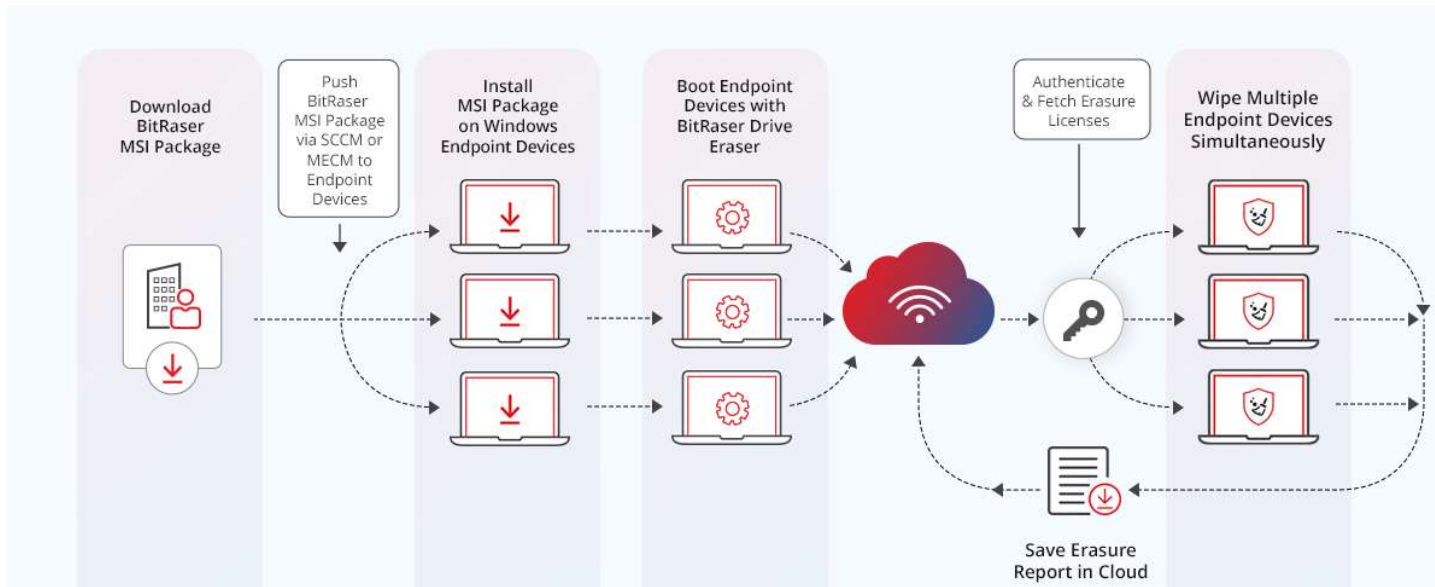 Download
BitRaser
MSI Package
Push
BitRaser
MSI Package
via SCCM or
MECM to
Endpoint
Devices
Install
MSI Package
on Windows
Endpoint Devices
Boot Endpoint
Devices with
BitRaser Drive
Eraser
Authenticate
& Fetch Erasure
Licenses
Wipe Multiple
Endpoint Devices
Simultaneously
Save Erasure
Report in Cloud